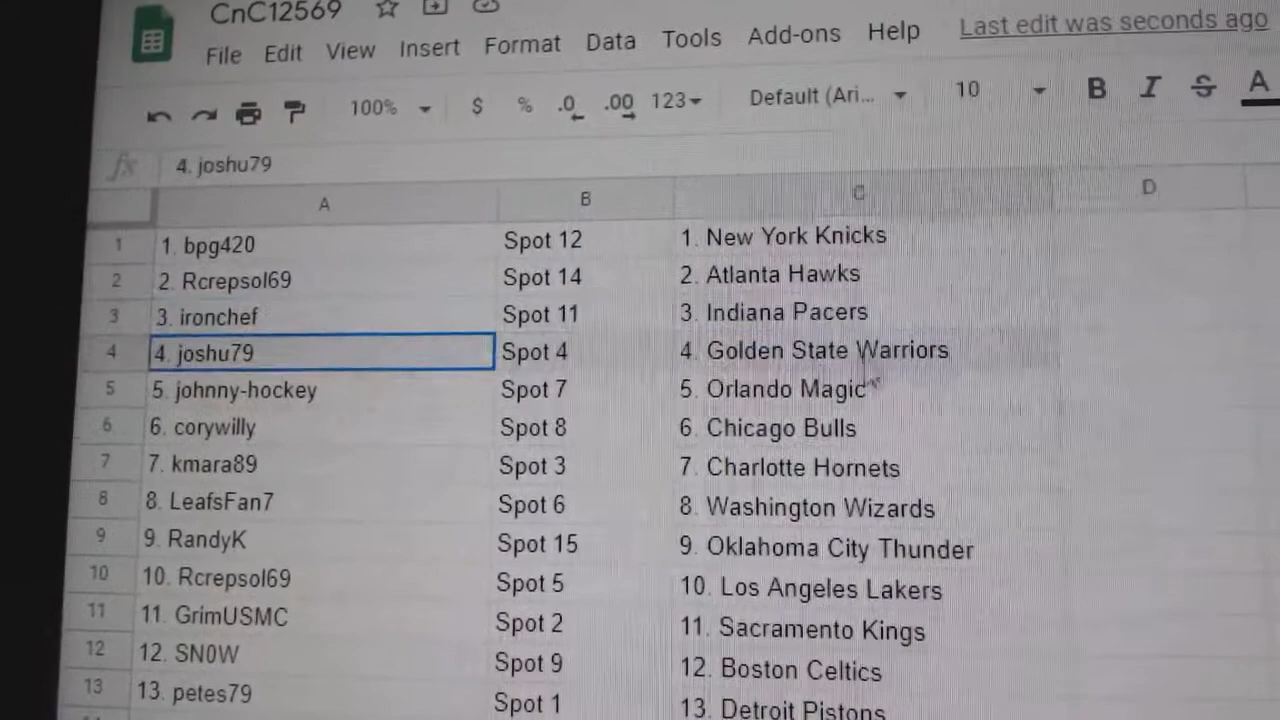 CnC12569
File Edit View Insert Format Data Tools Add-ons Help Last edit was seconds ago
100% $ % .0 .00 123 Default (Ari... 10 B I S A
fx 4. joshu79
A B C D
1 1. bpg420 Spot 12 1. New York Knicks
2 2. Rcrepsol69 Spot 14 2. Atlanta Hawks
3 3. ironchef Spot 11 3. Indiana Pacers
4 4. joshu79 Spot 4 4. Golden State Warriors
5 5. johnny-hockey Spot 7 5. Orlando Magic
6 6. corywilly Spot 8 6. Chicago Bulls
7 7. kmara89 Spot 3 7. Charlotte Hornets
8 8. LeafsFan7 Spot 6 8. Washington Wizards
9 9. RandyK Spot 15 9. Oklahoma City Thunder
10 10. Rcrepsol69 Spot 5 10. Los Angeles Lakers
11 11. GrimUSMC Spot 2 11. Sacramento Kings
12 12. SN0W Spot 9 12. Boston Celtics
13 13. petes79 Spot 1 13. Detroit Pistons